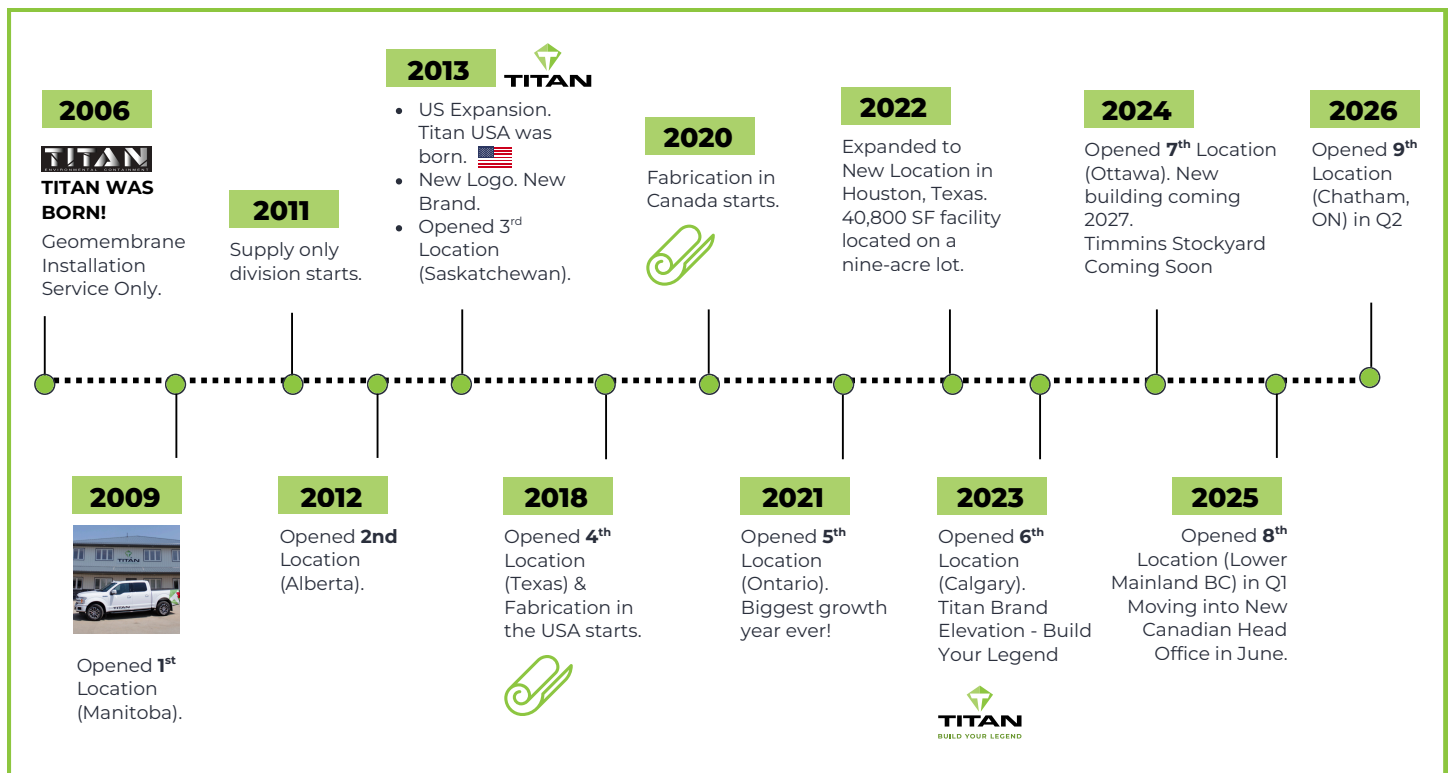 2006
TITAN
ENVIRONMENTAL CONTAINMENT
TITAN WAS
BORN!
Geomembrane
Installation
Service Only.
2009
TITAN
TITAN
Opened 1st
Location
(Manitoba).
2011
Supply only
division starts.
2012
Opened 2nd
Location
(Alberta).
2013
TITAN
• US Expansion.
Titan USA was
born.
• New Logo. New
Brand.
• Opened 3rd
Location
(Saskatchewan).
2018
Opened 4th
Location
(Texas) &
Fabrication in
the USA starts.
2020
Fabrication in
Canada starts.
2021
Opened 5th
Location
(Ontario).
Biggest growth
year ever!
2022
Expanded to
New Location in
Houston, Texas.
40,800 SF facility
located on a
nine-acre lot.
2023
Opened 6th
Location
(Calgary).
Titan Brand
Elevation - Build
Your Legend
TITAN
BUILD YOUR LEGEND
2024
Opened 7th Location
(Ottawa). New
building coming
2027.
Timmins Stockyard
Coming Soon
2025
Opened 8th
Location (Lower
Mainland BC) in Q1
Moving into New
Canadian Head
Office in June.
2026
Opened 9th
Location
(Chatham,
ON) in Q2